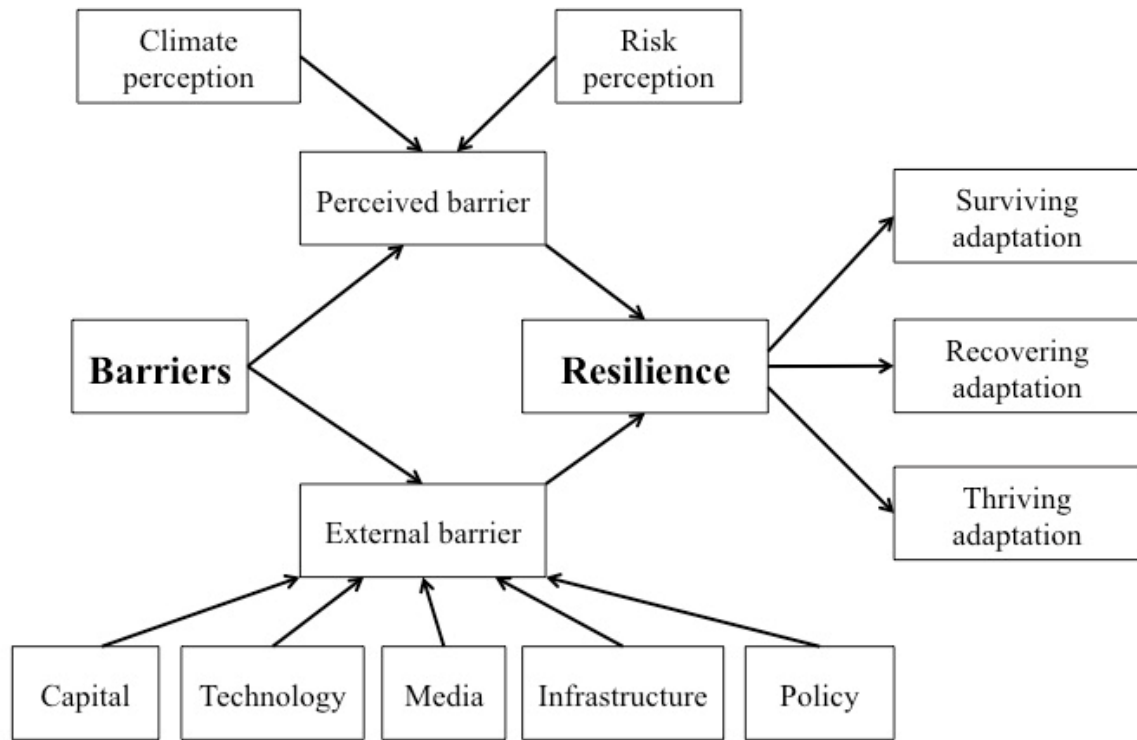 Climate
perception
Risk
perception
Perceived barrier
Surviving
adaptation
Barriers
Resilience
Recovering
adaptation
External barrier
Thriving
adaptation
Capital
Technology
Media
Infrastructure
Policy